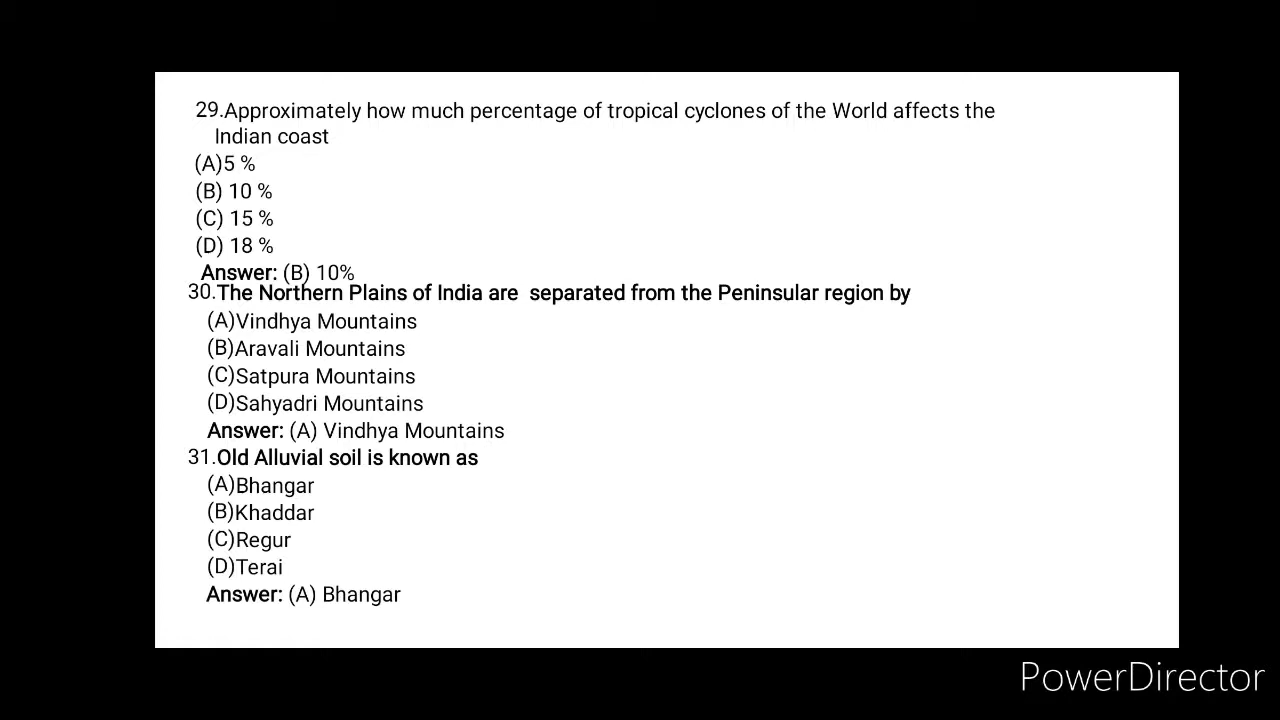 29.Approximately how much percentage of tropical cyclones of the World affects the
Indian coast
(A)5 %
(B) 10 %
(C) 15 %
(D) 18 %
Answer: (B) 10%
30.The Northern Plains of India are separated from the Peninsular region by
(A)Vindhya Mountains
(B)Aravali Mountains
(C)Satpura Mountains
(D)Sahyadri Mountains
Answer: (A) Vindhya Mountains
31.Old Alluvial soil is known as
(A)Bhangar
(B)Khaddar
(C)Regur
(D)Terai
Answer: (A) Bhangar
PowerDirector